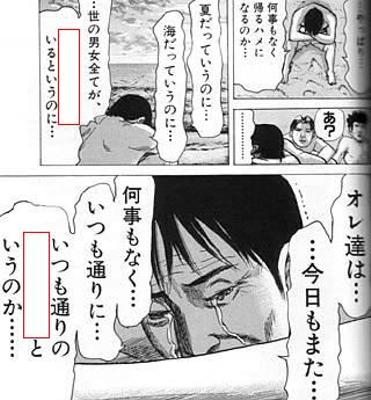 …やっぱり…
何事もなく
帰るハメに
なるのか…
あ?
夏だっていうのに…
海だっていうのに…
…世の男女全てが、
いるというのに…
オレ達は…
…今日もまた…
何事もなく…
いつも通りに…
いつも通りの
と
いうのか……